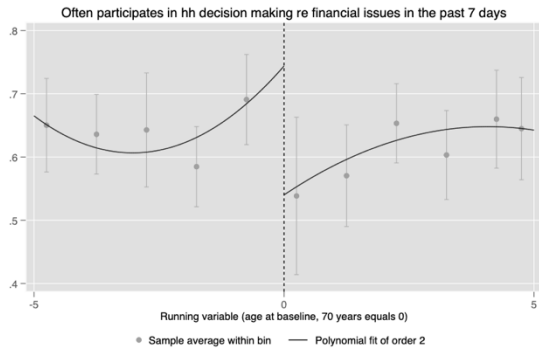 Often participates in hh decision making re financial issues in the past 7 days
.8
.7
.6
.5
.4
-5 0 5
Running variable (age at baseline, 70 years equals 0)
Sample average within bin Polynomial fit of order 2